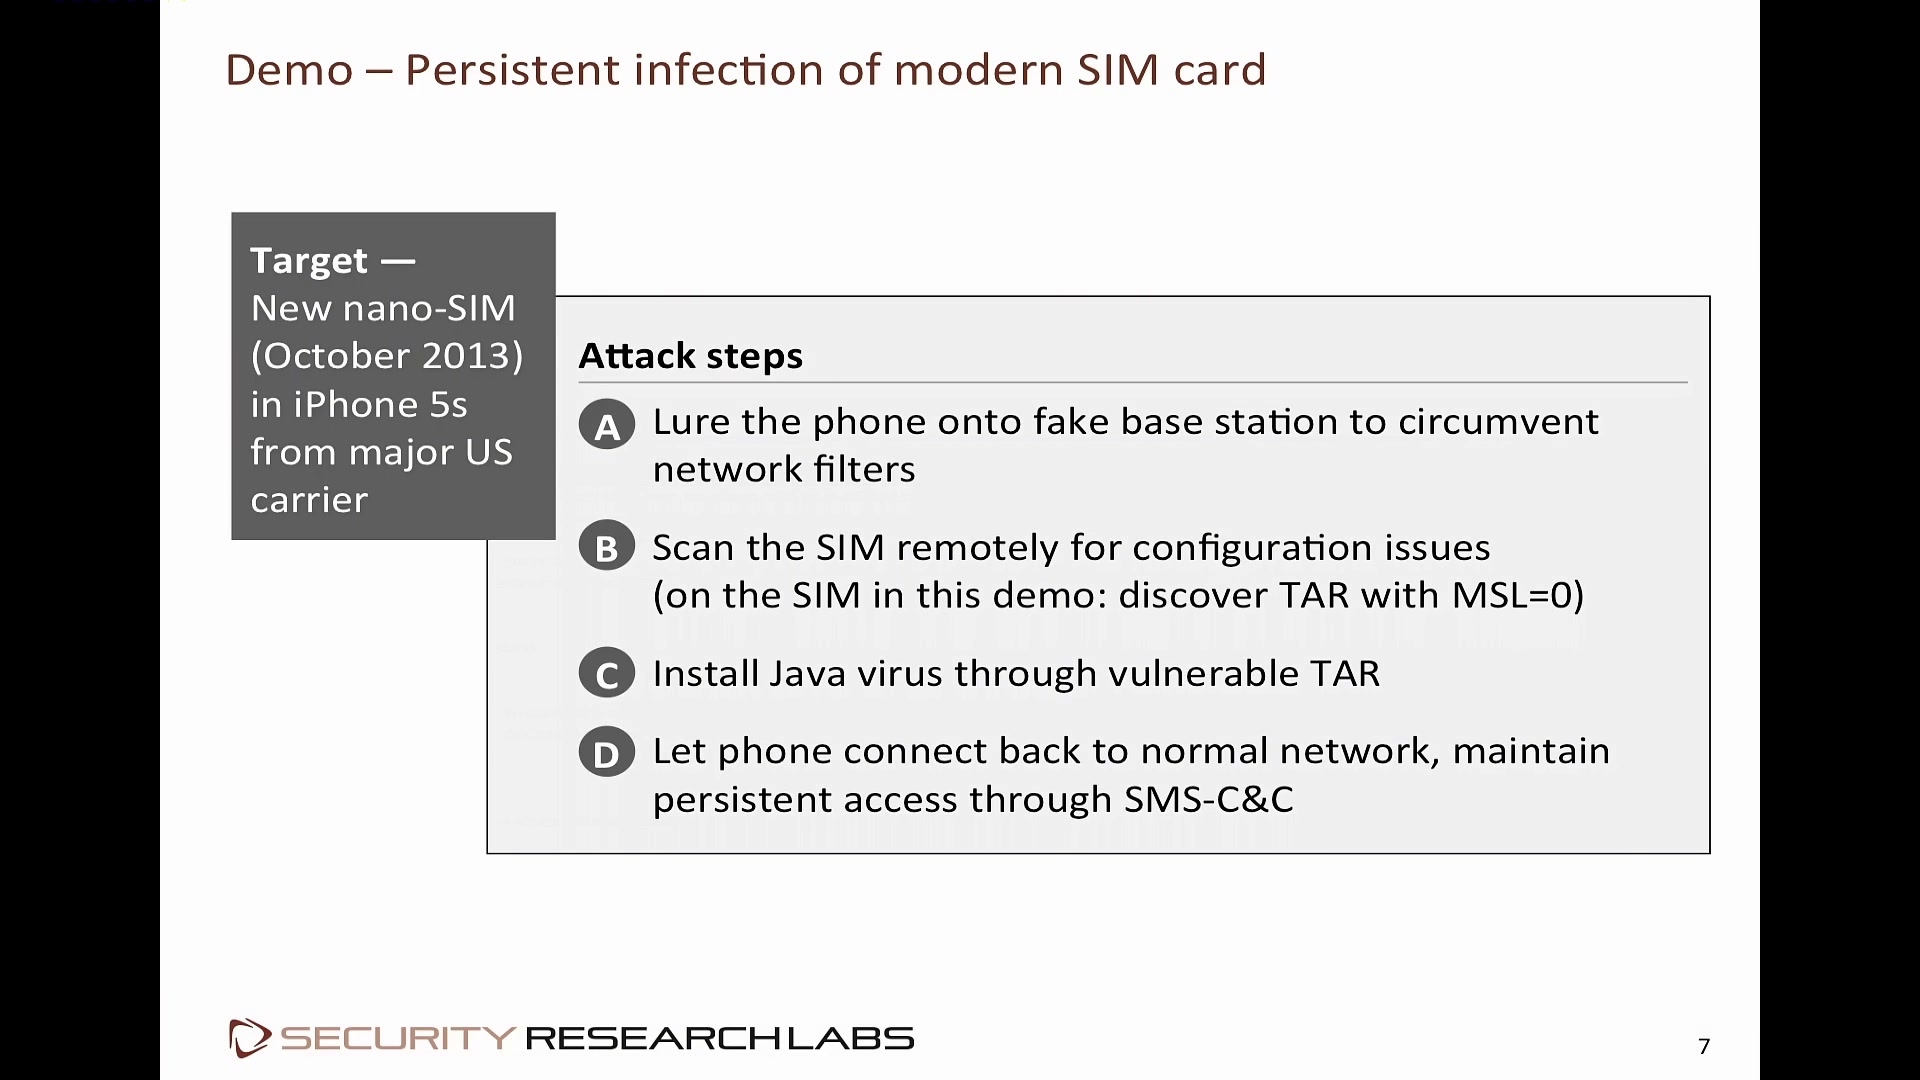 Demo – Persistent infection of modern SIM card
Target —
New nano-SIM
(October 2013)
in iPhone 5s
from major US
carrier
Attack steps
A Lure the phone onto fake base station to circumvent
network filters
B Scan the SIM remotely for configuration issues
(on the SIM in this demo: discover TAR with MSL=0)
C Install Java virus through vulnerable TAR
D Let phone connect back to normal network, maintain
persistent access through SMS-C&C
SECURITY RESEARCH LABS
7